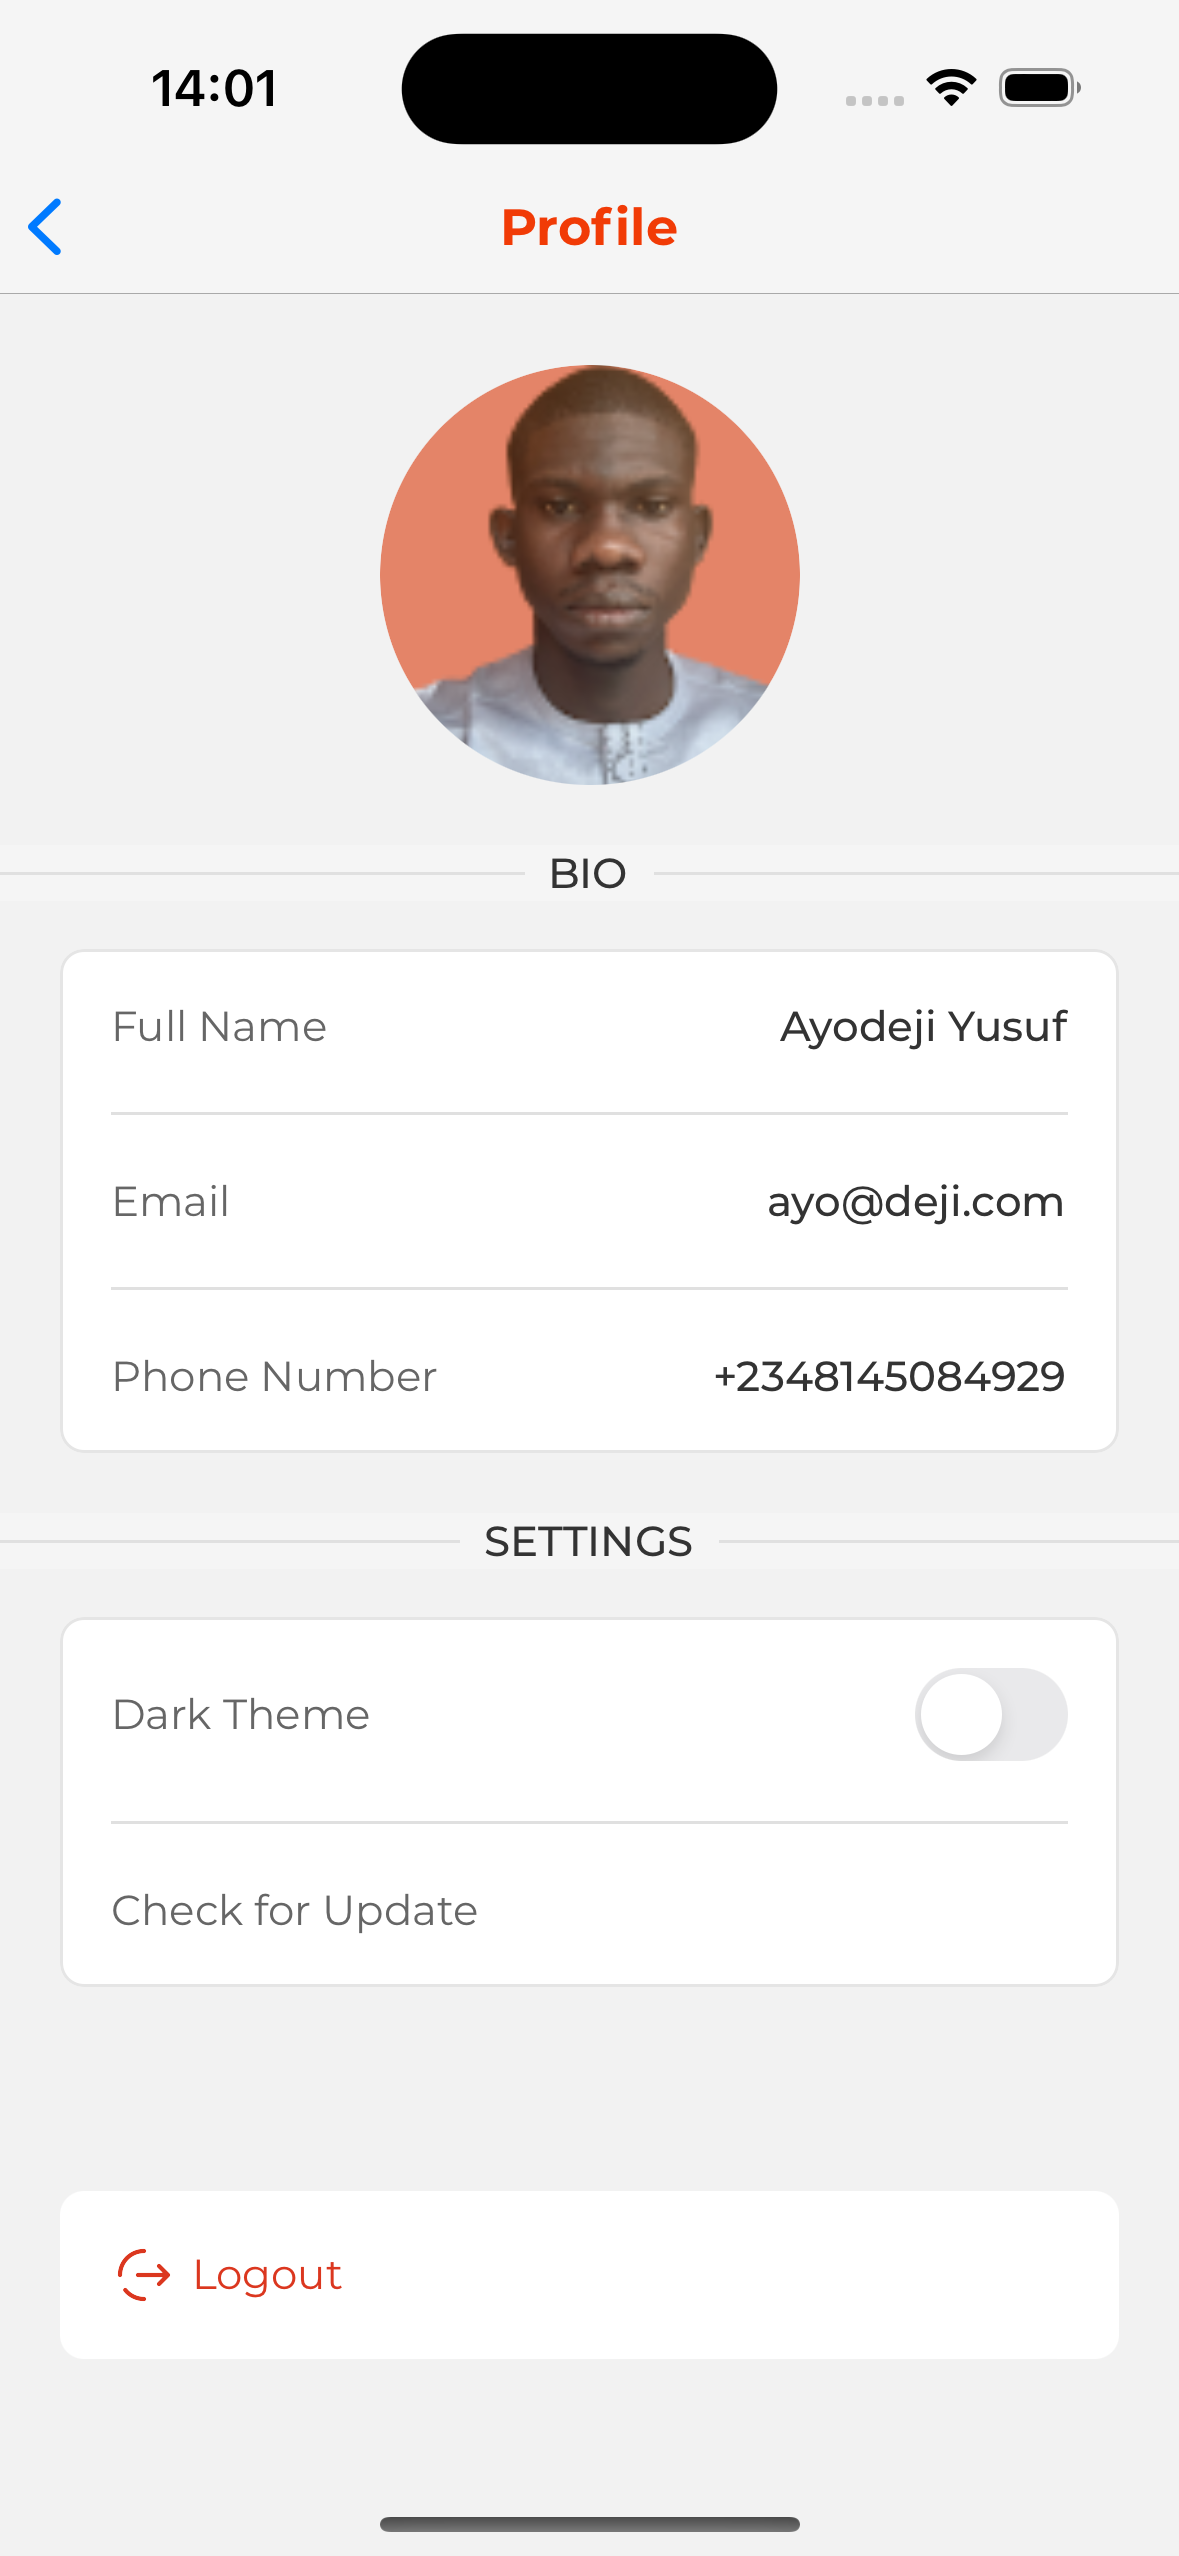 14:01
Profile
BIO
Full Name Ayodeji Yusuf
Email ayo@deji.com
Phone Number +2348145084929
SETTINGS
Dark Theme
Check for Update
Logout